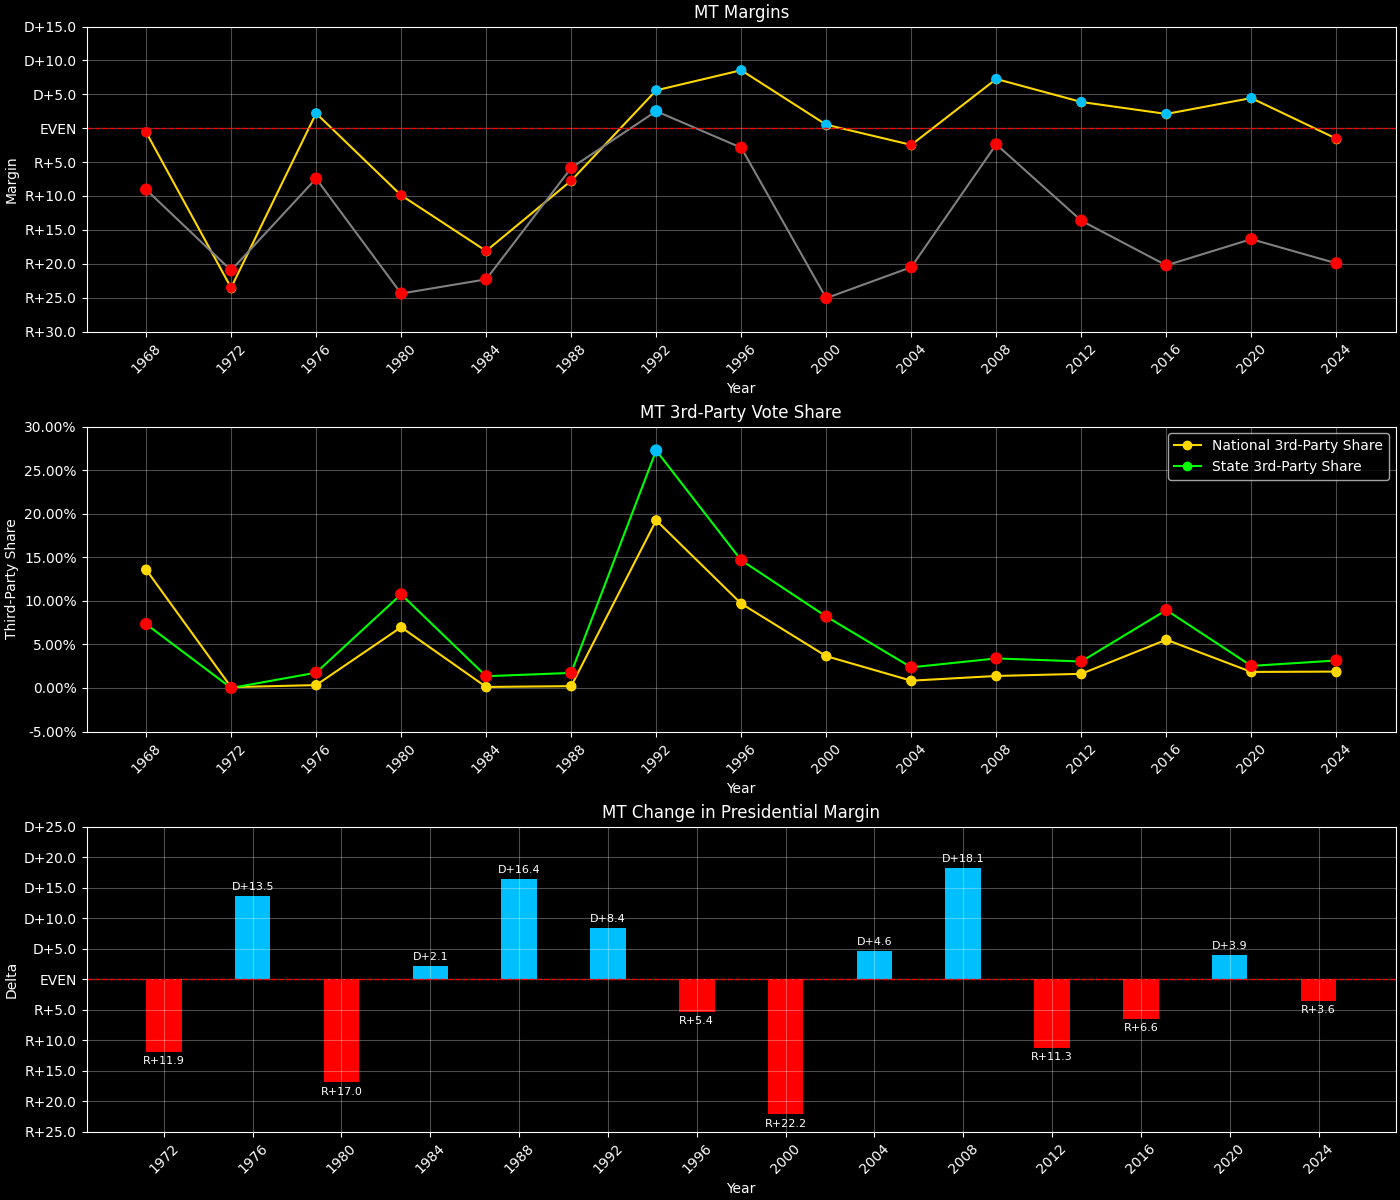 MT Margins
D+15.0
D+10.0
D+5.0
EVEN
R+5.0
R+10.0
R+15.0
R+20.0
R+25.0
R+30.0
Margin
1968 1972 1976 1980 1984 1988 1992 1996 2000 2004 2008 2012 2016 2020 2024
Year
MT 3rd-Party Vote Share
30.00%
25.00%
20.00%
15.00%
10.00%
5.00%
0.00%
-5.00%
Third-Party Share
National 3rd-Party Share
State 3rd-Party Share
1968 1972 1976 1980 1984 1988 1992 1996 2000 2004 2008 2012 2016 2020 2024
Year
MT Change in Presidential Margin
D+25.0
D+20.0
D+15.0
D+10.0
D+5.0
EVEN
R+5.0
R+10.0
R+15.0
R+20.0
R+25.0
Delta
R+11.9
D+13.5
R+17.0
D+2.1
D+16.4
D+8.4
R+5.4
R+22.2
D+4.6
D+18.1
R+11.3
R+6.6
D+3.9
R+3.6
1972 1976 1980 1984 1988 1992 1996 2000 2004 2008 2012 2016 2020 2024
Year